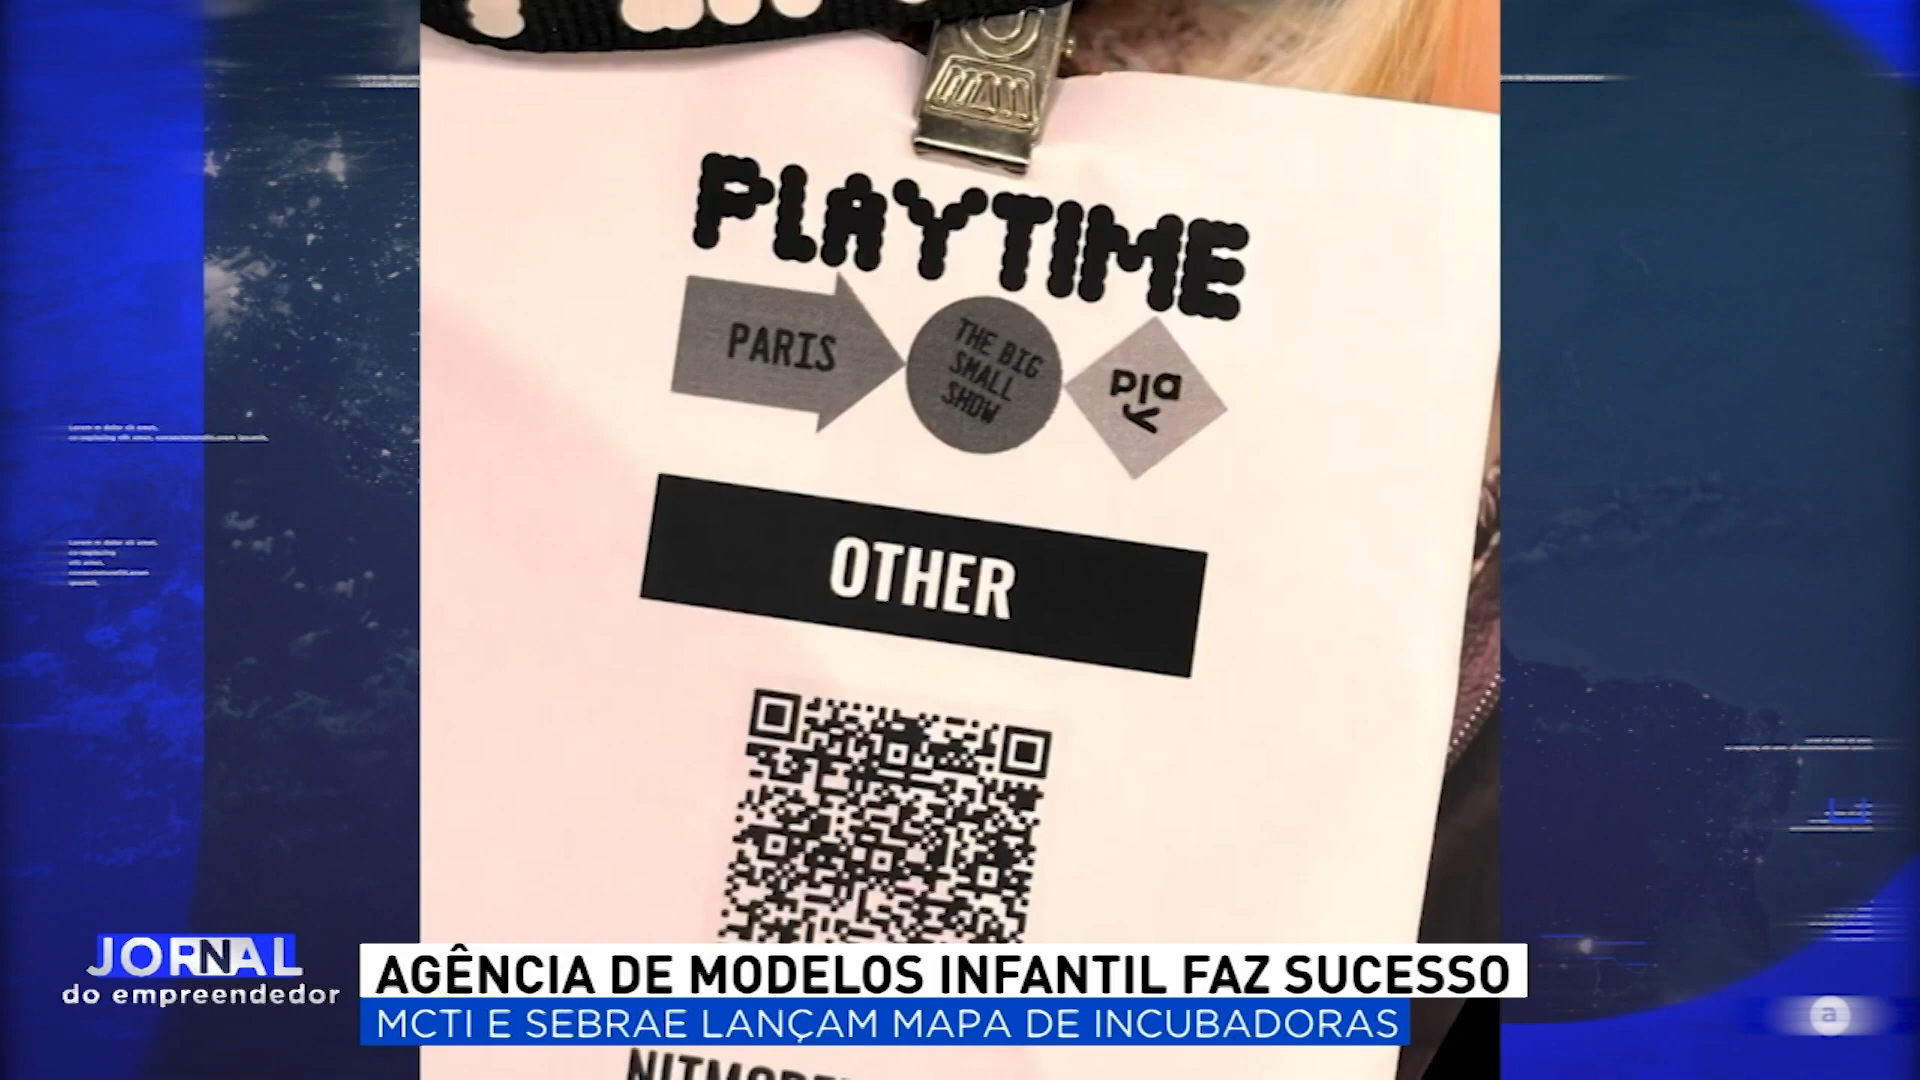 PLAYTIME
PARIS
THE BIG
SMALL
SHOW
pla
y
OTHER
JORNAL
do empreendedor
AGÊNCIA DE MODELOS INFANTIL FAZ SUCESSO
MCTI E SEBRAE LANÇAM MAPA DE INCUBADORAS
a